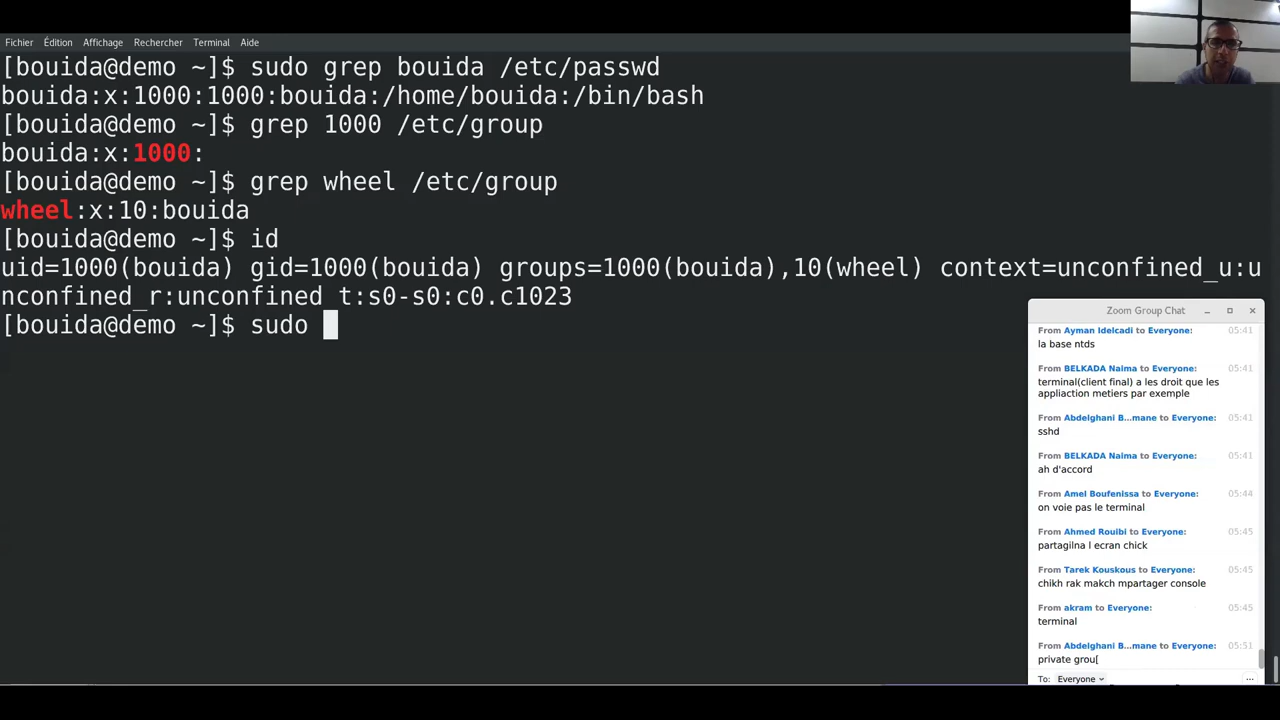 Fichier Édition Affichage Rechercher Terminal Aide
[bouida@demo ~]$ sudo grep bouida /etc/passwd
bouida:x:1000:1000:bouida:/home/bouida:/bin/bash
[bouida@demo ~]$ grep 1000 /etc/group
bouida:x:1000:
[bouida@demo ~]$ grep wheel /etc/group
wheel:x:10:bouida
[bouida@demo ~]$ id
uid=1000(bouida) gid=1000(bouida) groups=1000(bouida),10(wheel) context=unconfined_u:u
nconfined_r:unconfined_t:s0-s0:c0.c1023
[bouida@demo ~]$ sudo
Zoom Group Chat
From Ayman Idelcadi to Everyone: 05:41
la base ntds
From BELKADA Naima to Everyone: 05:41
terminal(client final) a les droit que les
appliaction metiers par exemple
From Abdelghani B...mane to Everyone: 05:41
sshd
From BELKADA Naima to Everyone: 05:41
ah d'accord
From Amel Boufenissa to Everyone: 05:44
on voie pas le terminal
From Ahmed Rouibi to Everyone: 05:45
partagilna l ecran chick
From Tarek Kouskous to Everyone: 05:45
chikh rak makch mpartager console
From akram to Everyone: 05:45
terminal
From Abdelghani B...mane to Everyone: 05:51
private grou[
To: Everyone